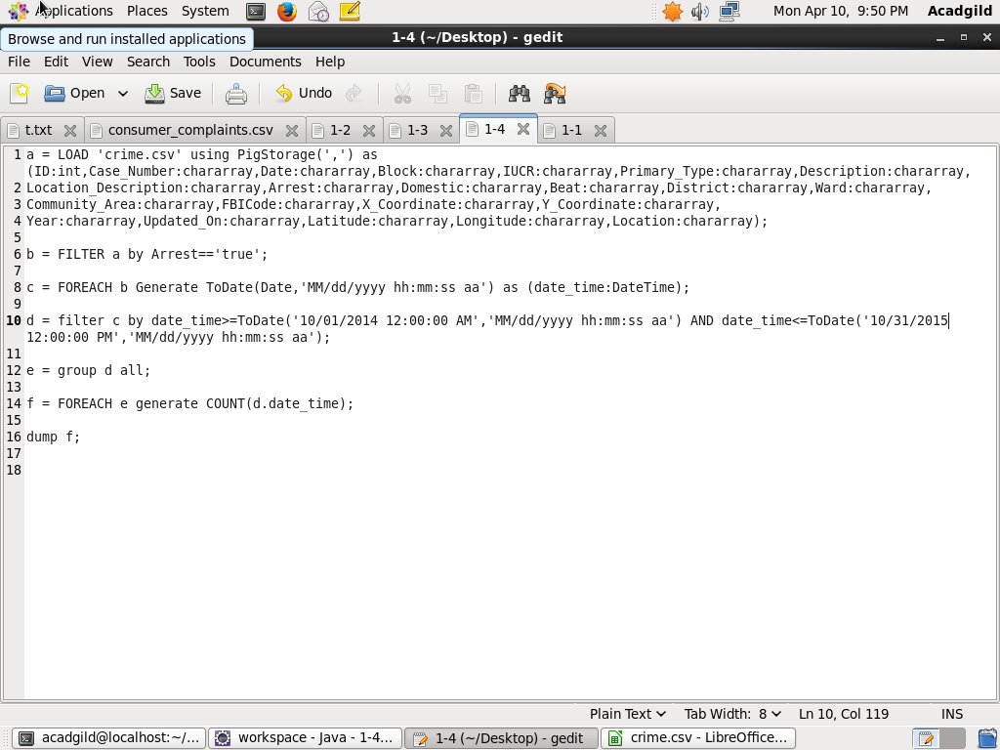 Applications Places System Mon Apr 10, 9:50 PM Acadgild
Browse and run installed applications 1-4 (~/Desktop) - gedit
File Edit View Search Tools Documents Help
Open Save Undo
t.txt consumer_complaints.csv 1-2 1-3 1-4 1-1
1 a = LOAD 'crime.csv' using PigStorage(',') as
(ID:int,Case_Number:chararray,Date:chararray,Block:chararray,IUCR:chararray,Primary_Type:chararray,Description:chararray,
2 Location_Description:chararray,Arrest:chararray,Domestic:chararray,Beat:chararray,District:chararray,Ward:chararray,
3 Community_Area:chararray,FBICode:chararray,X_Coordinate:chararray,Y_Coordinate:chararray,
4 Year:chararray,Updated_On:chararray,Latitude:chararray,Longitude:chararray,Location:chararray);
5
6 b = FILTER a by Arrest=='true';
7
8 c = FOREACH b Generate ToDate(Date,'MM/dd/yyyy hh:mm:ss aa') as (date_time:DateTime);
9
10 d = filter c by date_time>=ToDate('10/01/2014 12:00:00 AM','MM/dd/yyyy hh:mm:ss aa') AND date_time<=ToDate('10/31/2015
12:00:00 PM','MM/dd/yyyy hh:mm:ss aa');
11
12 e = group d all;
13
14 f = FOREACH e generate COUNT(d.date_time);
15
16 dump f;
17
18
Plain Text Tab Width: 8 Ln 10, Col 119 INS
acadgild@localhost:~/... workspace - Java - 1-4... 1-4 (~/Desktop) - gedit crime.csv - LibreOffice...